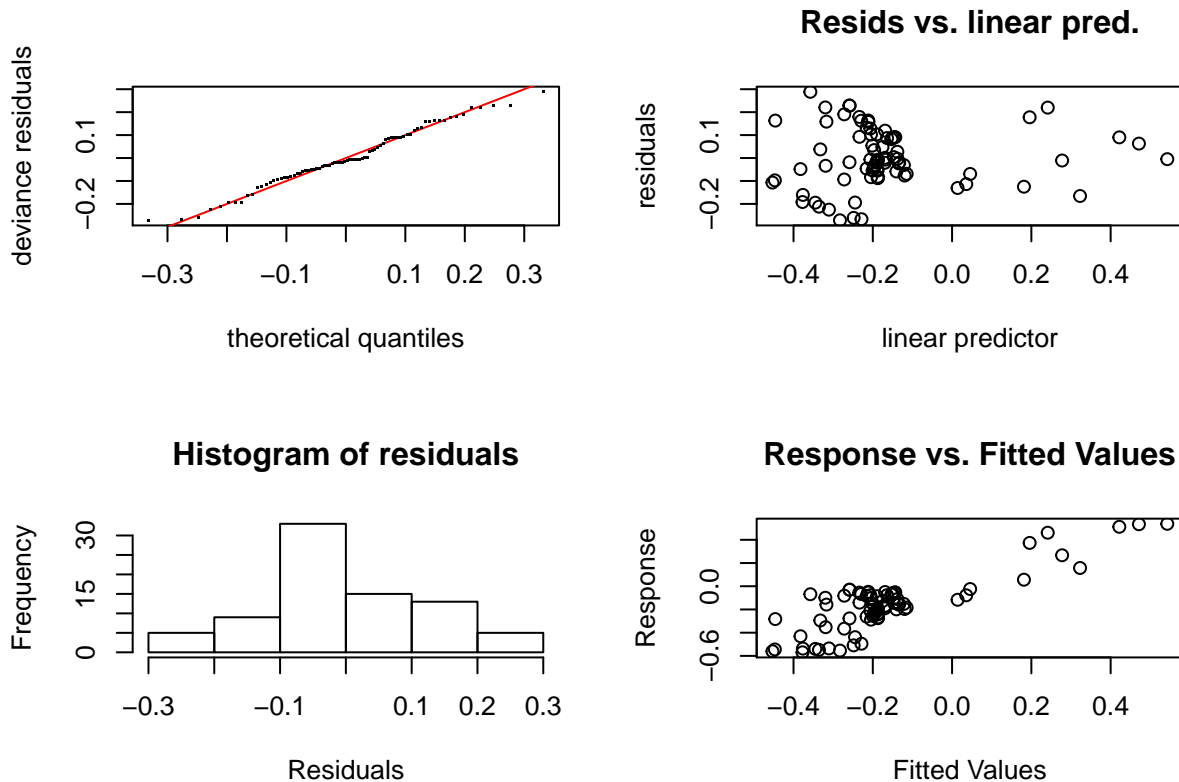 deviance residuals
0.1
−0.2
−0.3
−0.1
0.1
0.2
0.3
theoretical quantiles
Resids vs. linear pred.
residuals
0.1
−0.2
−0.4
−0.2
0.0
0.2
0.4
linear predictor
Histogram of residuals
Frequency
30
15
0
−0.3
−0.1
0.1
0.3
Residuals
Response vs. Fitted Values
Response
0.0
−0.6
−0.4
−0.2
0.0
0.2
0.4
Fitted Values